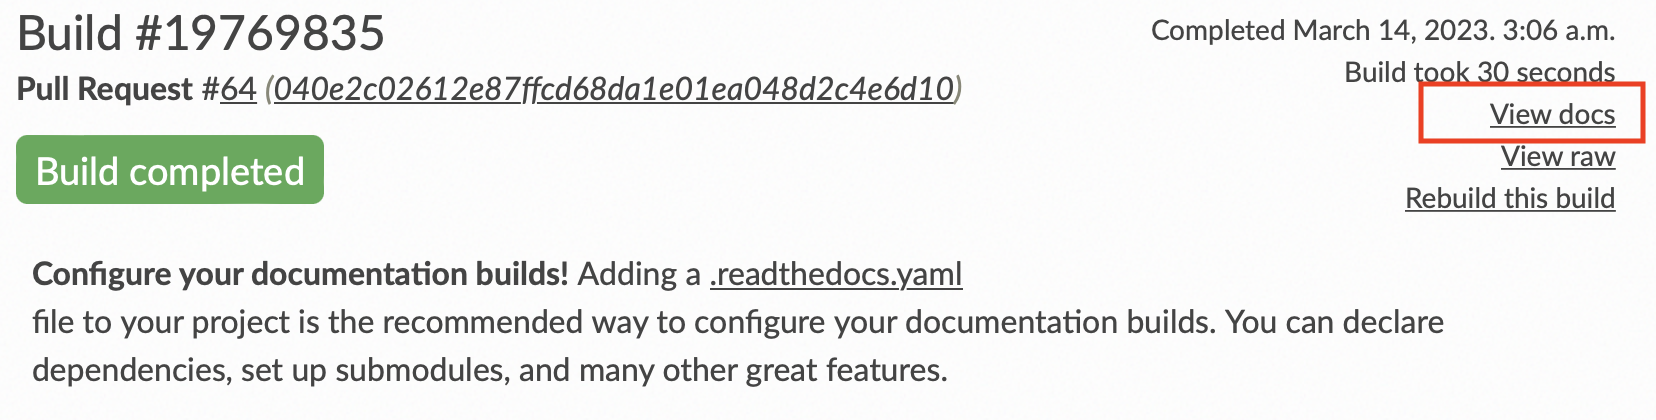 Build #19769835
Pull Request #64 (040e2c02612e87ffcd68da1e01ea048d2c4e6d10)
Build completed
Completed March 14, 2023. 3:06 a.m.
Build took 30 seconds
View docs
View raw
Rebuild this build
Configure your documentation builds! Adding a .readthedocs.yaml
file to your project is the recommended way to configure your documentation builds. You can declare
dependencies, set up submodules, and many other great features.